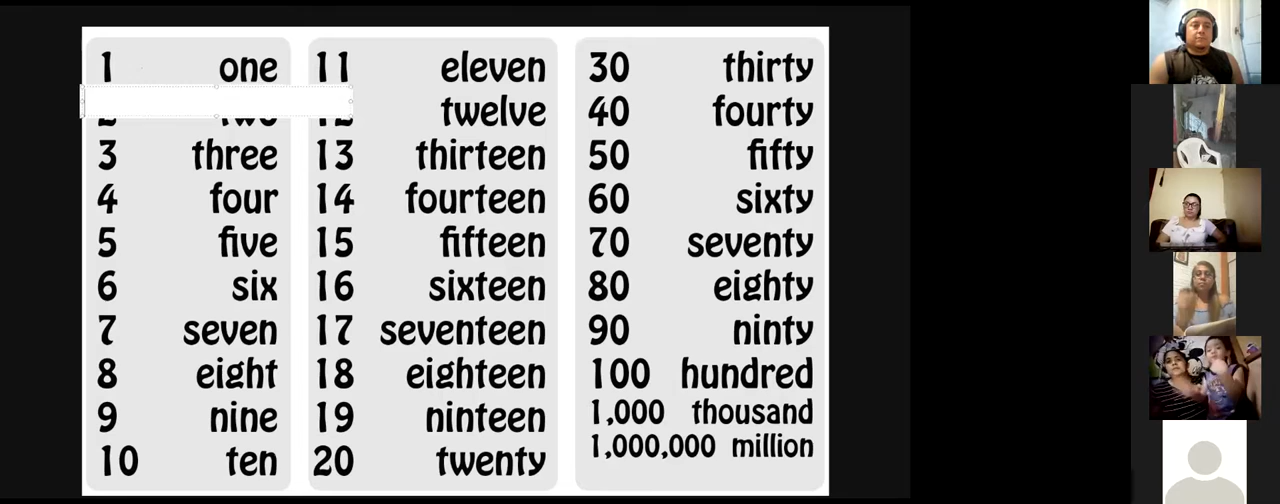 1 one
2 two
3 three
4 four
5 five
6 six
7 seven
8 eight
9 nine
10 ten
11 eleven
12 twelve
13 thirteen
14 fourteen
15 fifteen
16 sixteen
17 seventeen
18 eighteen
19 ninteen
20 twenty
30 thirty
40 fourty
50 fifty
60 sixty
70 seventy
80 eighty
90 ninty
100 hundred
1,000 thousand
1,000,000 million